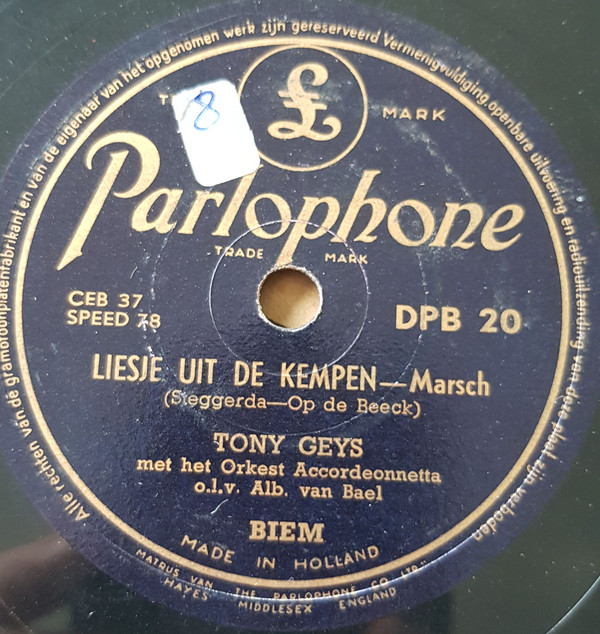 Alle rechten van de gramofoonplatenfabrikant en van de eigenaar van het opgenomen werk zijn gereserveerd Vermenigvuldiging, openbare uitvoering en radiouitzending van deze plaat zijn verboden
£
MARK
8
Parlophone
TRADE MARK
CEB 37
SPEED 78
DPB 20
LIESJE UIT DE KEMPEN—Marsch
(Steggerda—Op de Beeck)
TONY GEYS
met het Orkest Accordeonnetta
o.l.v. Alb. van Bael
BIEM
MADE IN HOLLAND
MATRIJS VAN THE PARLOPHONE CO LTD.
HAYES MIDDLESEX ENGLAND